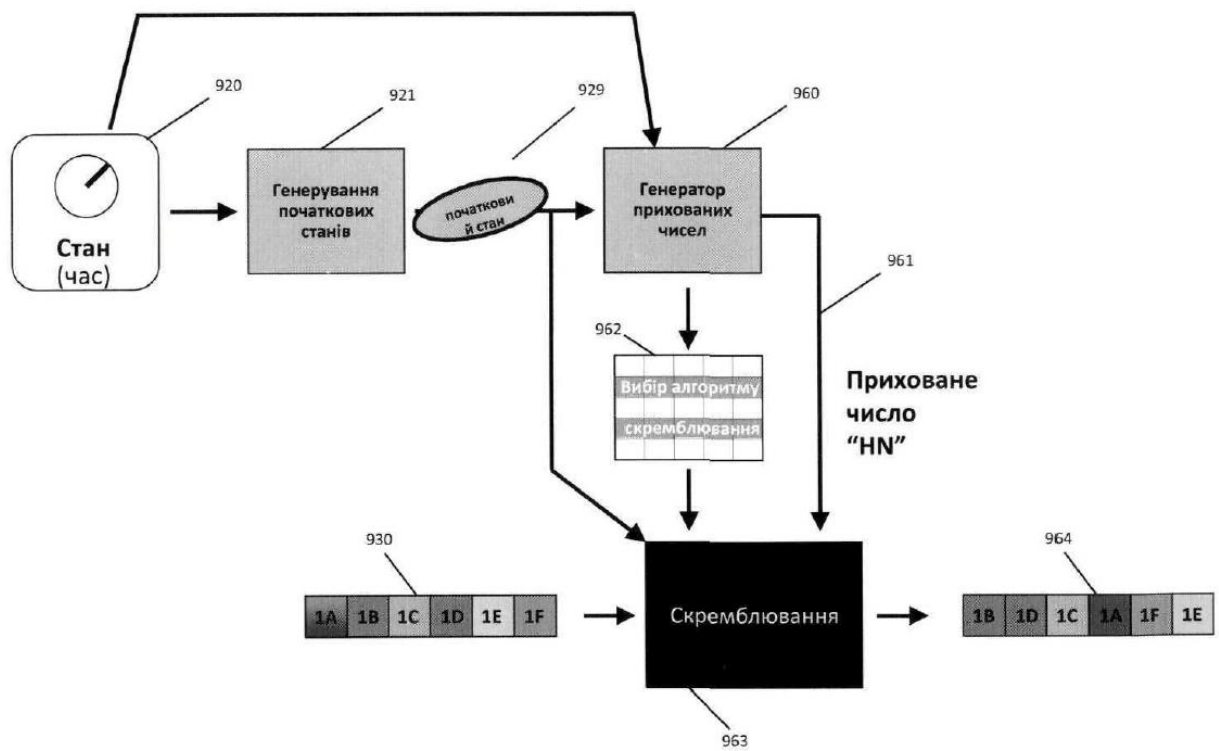 920
921
929
960
Стан
(час)
Генерування
початкових
станів
початкови
й стан
Генератор
прихованих
чисел
961
962
Вибір алгоритму
скремблювання
Приховане
число
“HN”
930
1A 1B 1C 1D 1E 1F
Скремблювання
964
1B 1D 1C 1A 1F 1E
963